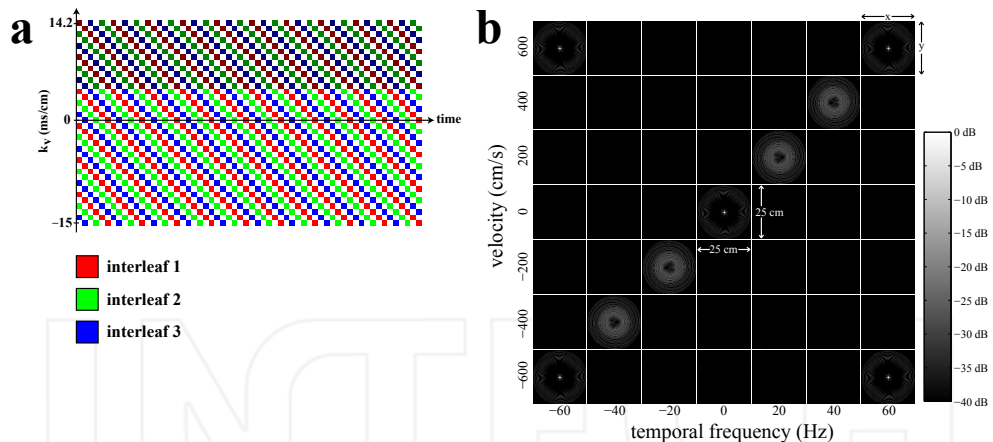 a
14.2
0
−15
k_v (ms/cm)
time
interleaf 1
interleaf 2
interleaf 3
b
x
y
600
400
200
0
−200
−400
−600
velocity (cm/s)
25 cm
25 cm
−60
−40
−20
0
20
40
60
temporal frequency (Hz)
0 dB
−5 dB
−10 dB
−15 dB
−20 dB
−25 dB
−30 dB
−35 dB
−40 dB